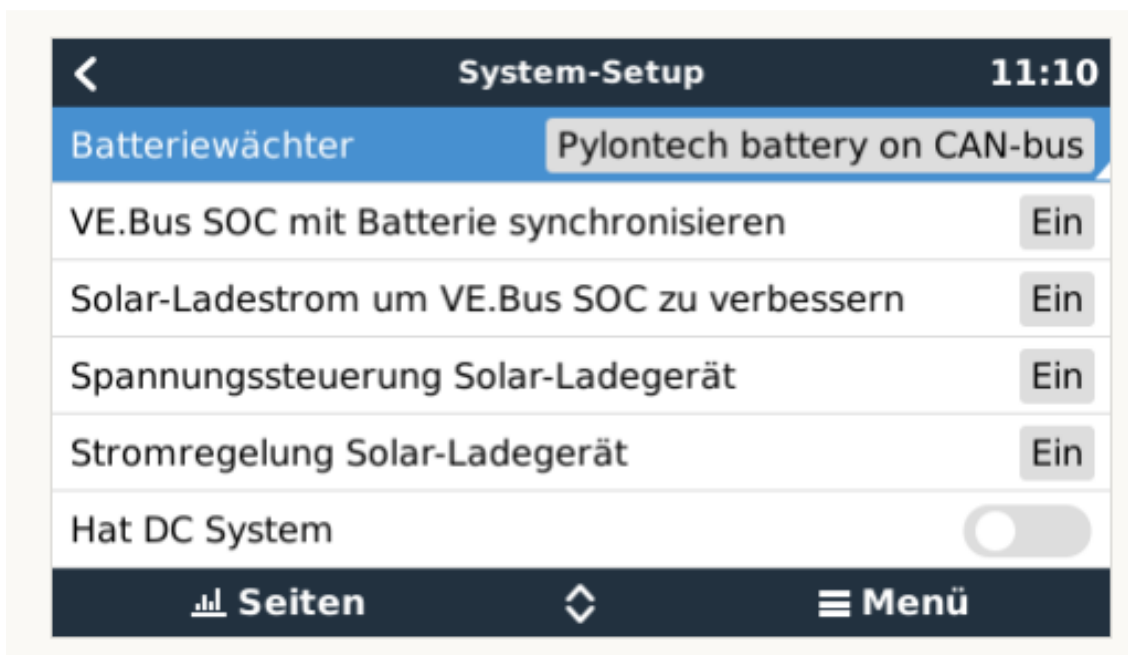 System-Setup 11:10
Batteriewächter Pylontech battery on CAN-bus
VE.Bus SOC mit Batterie synchronisieren Ein
Solar-Ladestrom um VE.Bus SOC zu verbessern Ein
Spannungssteuerung Solar-Ladegerät Ein
Stromregelung Solar-Ladegerät Ein
Hat DC System
Seiten Menü